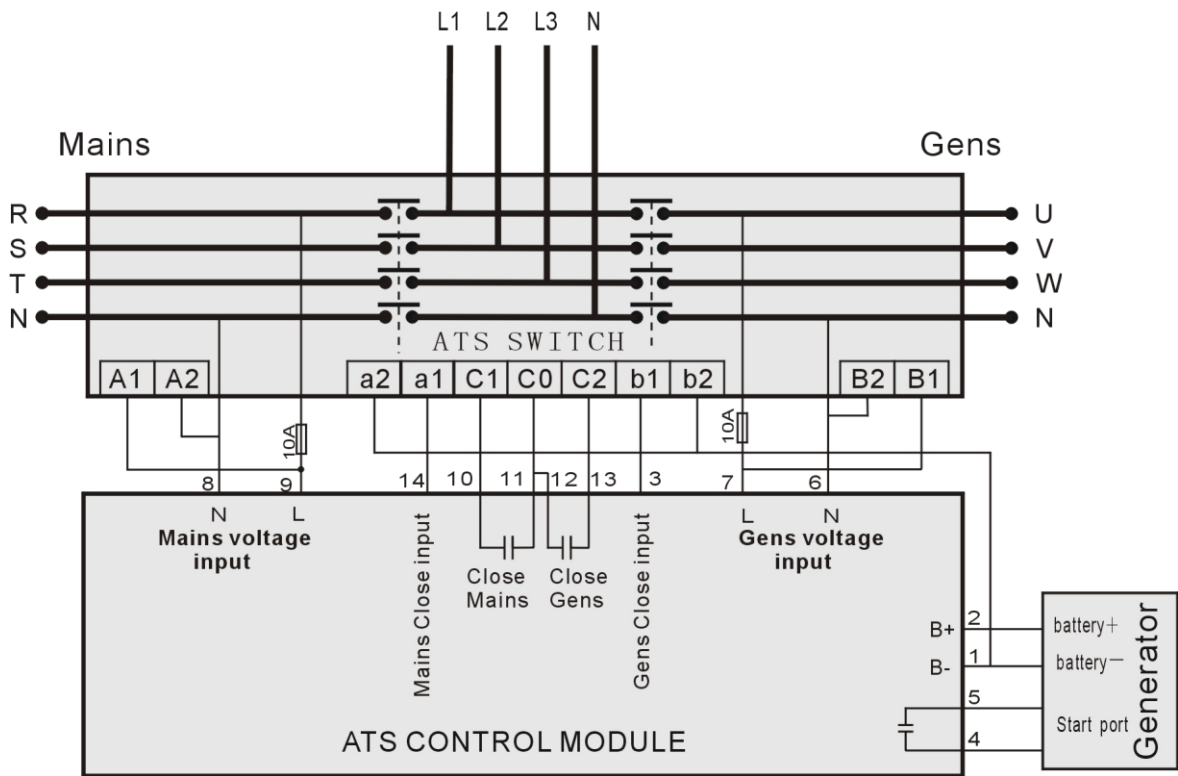 L1 L2 L3 N
Mains Gens
R U
S V
T W
N N
ATS SWITCH
A1 A2 a2 a1 C1 C0 C2 b1 b2 B2 B1
10A 10A
8 9 14 10 11 12 13 3 7 6
N L L N
Mains voltage
input
Mains Close input
Close
Mains
Close
Gens
Gens Close input
Gens voltage
input
B+ 2 battery+
B- 1 battery−
5
Start port
4
Generator
ATS CONTROL MODULE